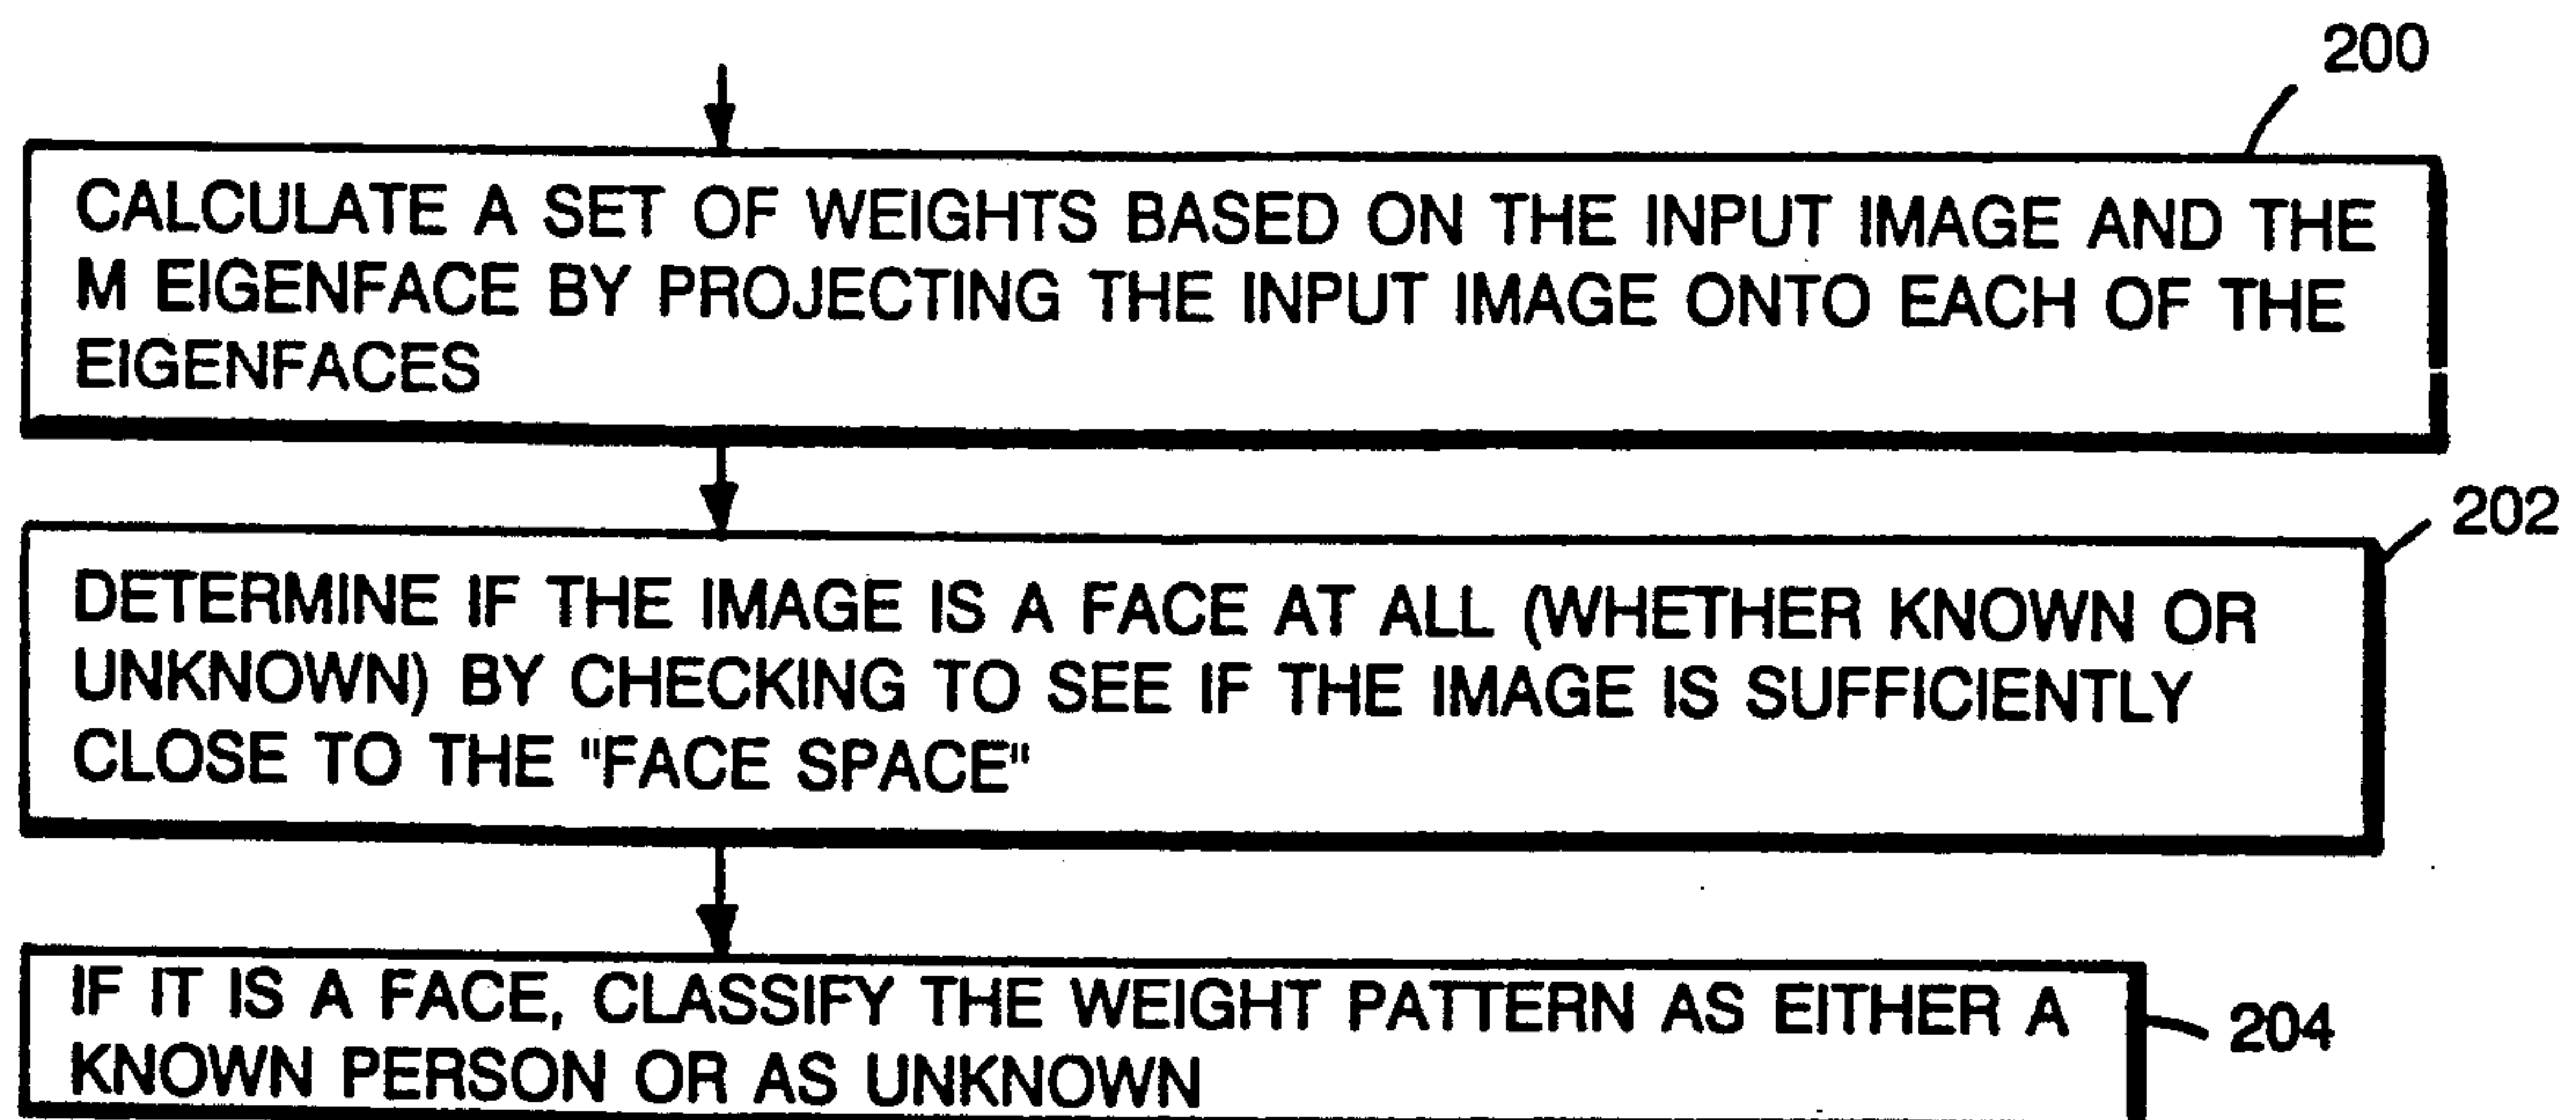 200
CALCULATE A SET OF WEIGHTS BASED ON THE INPUT IMAGE AND THE
M EIGENFACE BY PROJECTING THE INPUT IMAGE ONTO EACH OF THE
EIGENFACES
202
DETERMINE IF THE IMAGE IS A FACE AT ALL (WHETHER KNOWN OR
UNKNOWN) BY CHECKING TO SEE IF THE IMAGE IS SUFFICIENTLY
CLOSE TO THE "FACE SPACE"
IF IT IS A FACE, CLASSIFY THE WEIGHT PATTERN AS EITHER A
KNOWN PERSON OR AS UNKNOWN
204